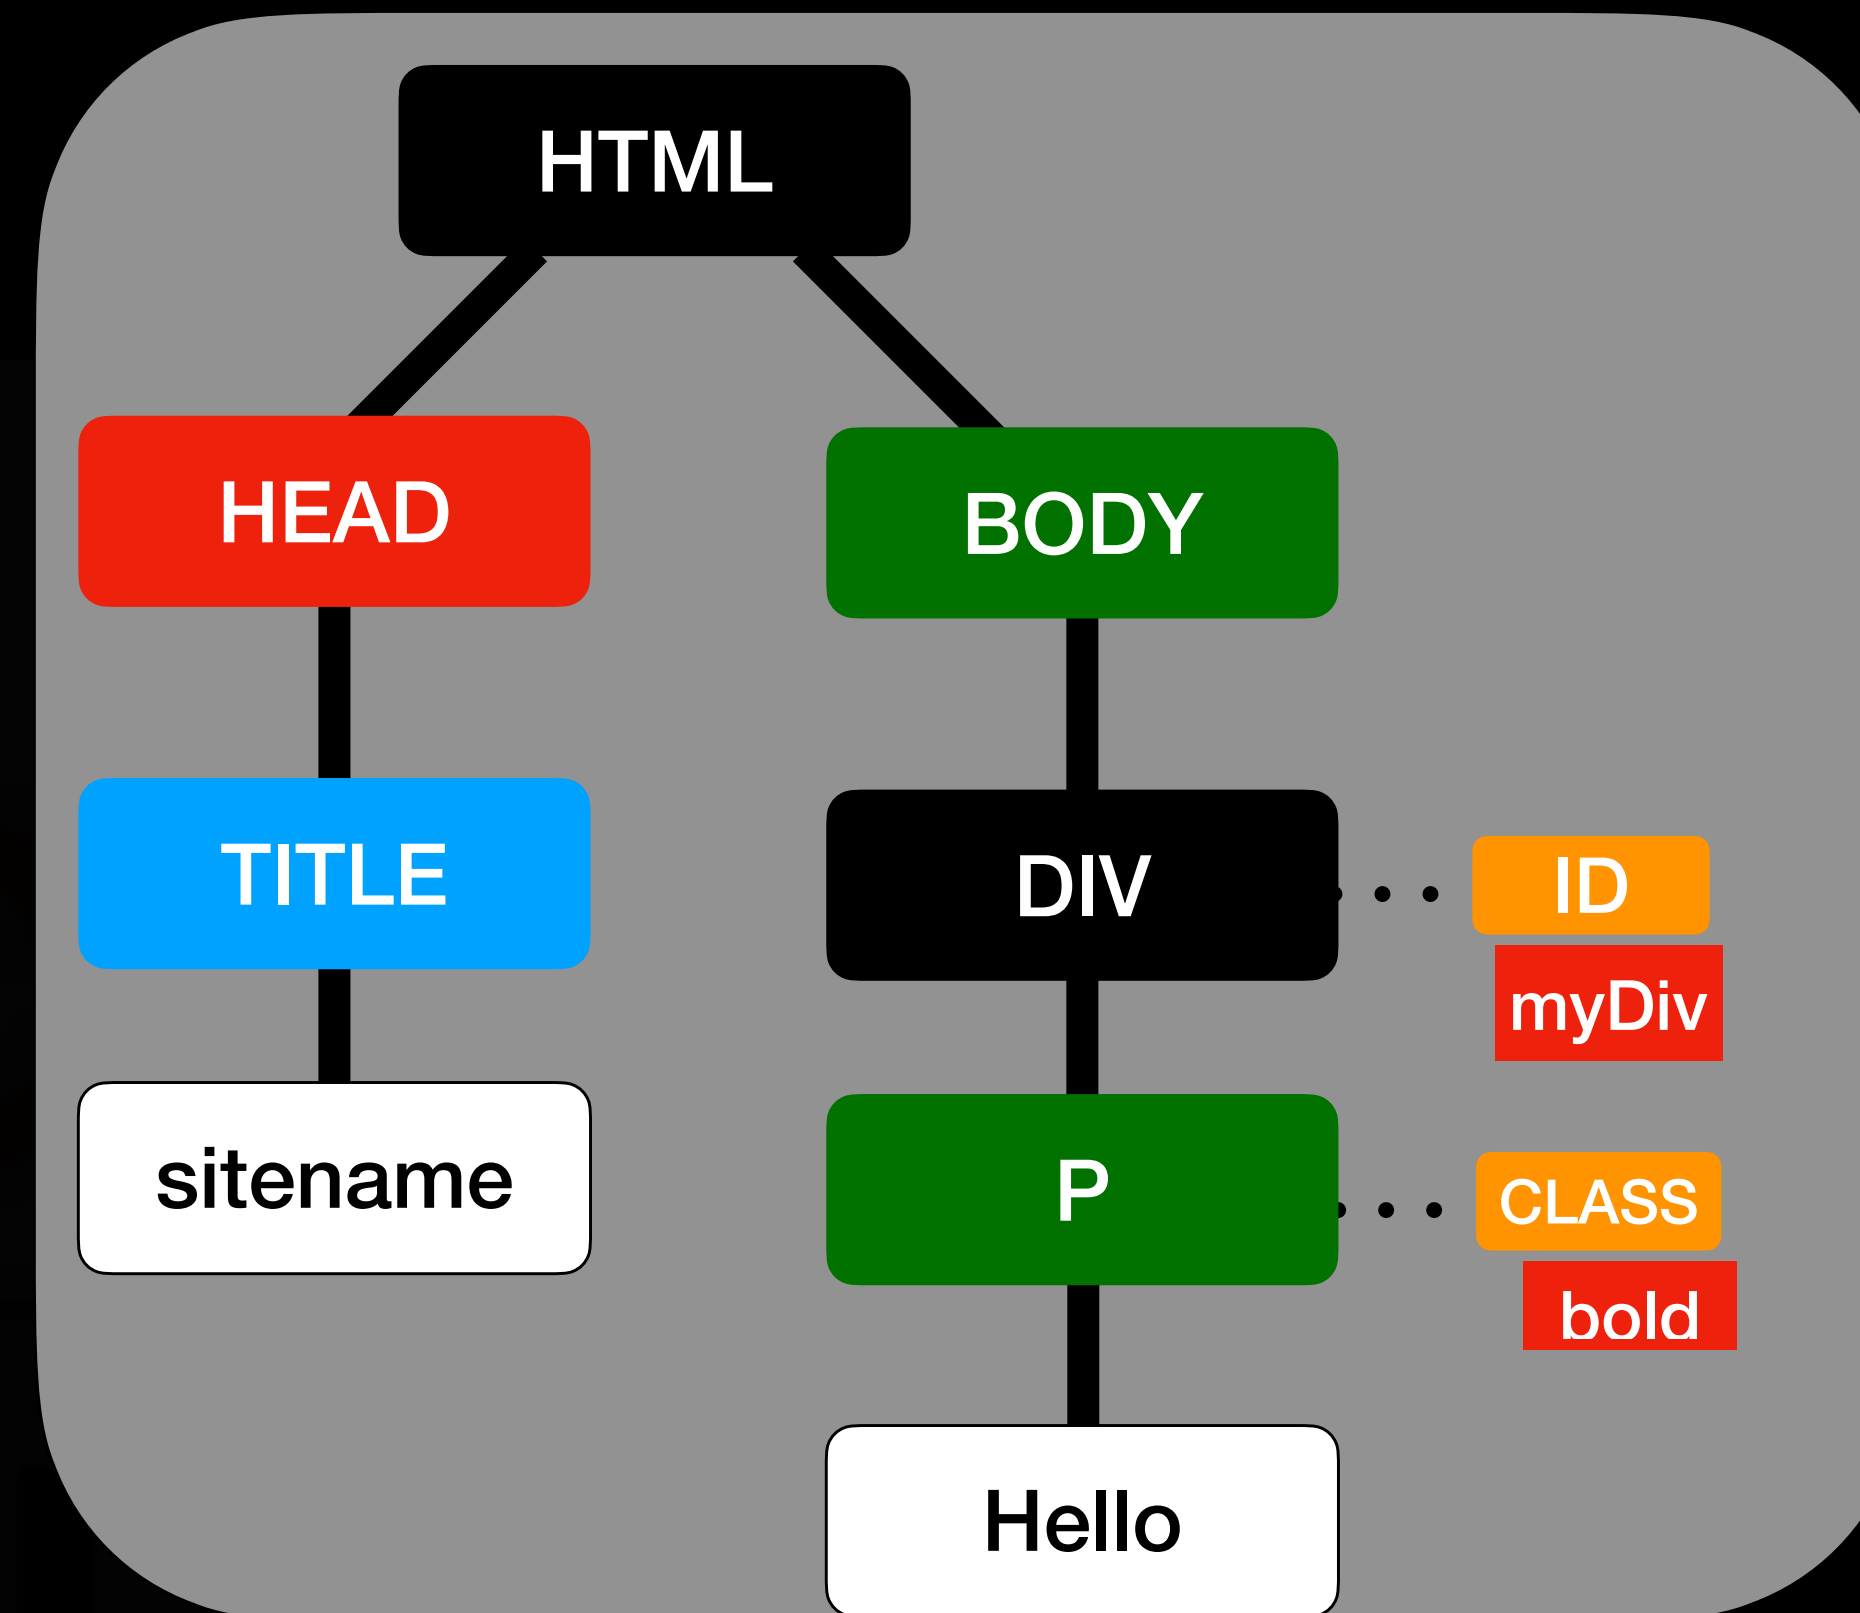 HTML
HEAD
BODY
TITLE
DIV
ID
myDiv
sitename
P
CLASS
bold
Hello